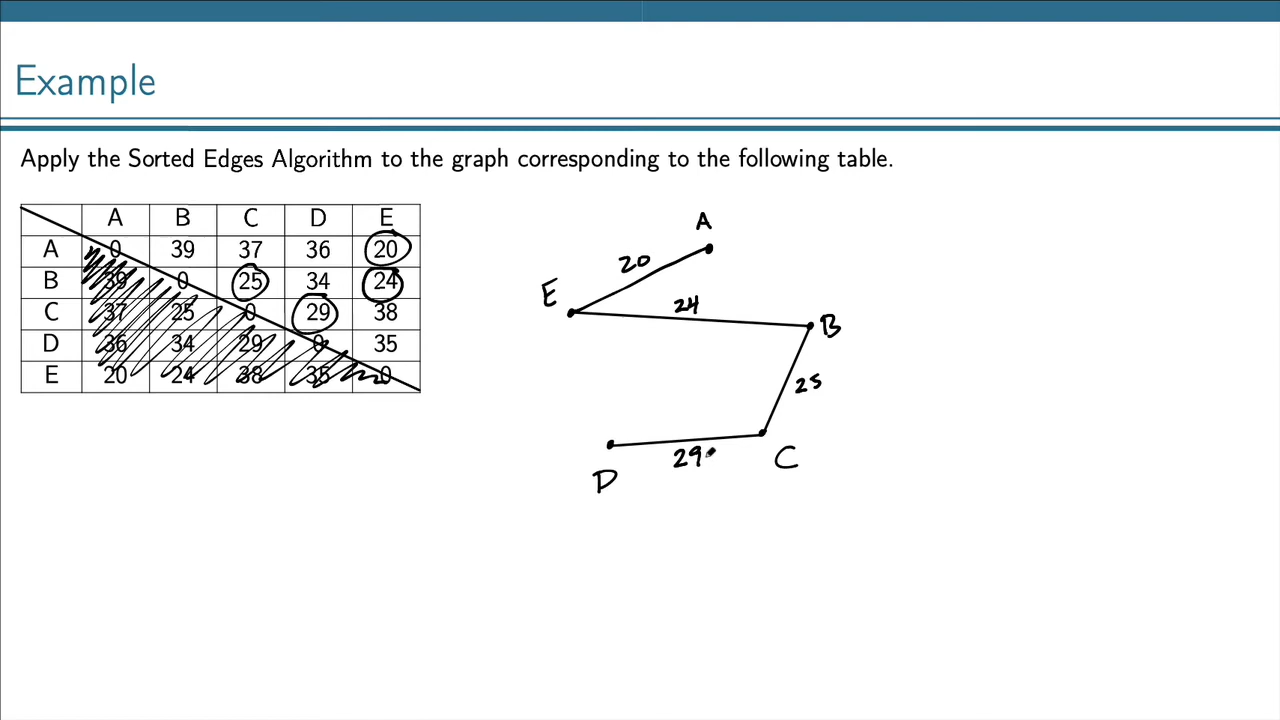 Example
Apply the Sorted Edges Algorithm to the graph corresponding to the following table.
A B C D E
A 0 39 37 36 20
B 39 0 25 34 24
C 37 25 0 29 38
D 36 34 29 0 35
E 20 24 38 35 0
A
20
E
24
B
25
29
C
D